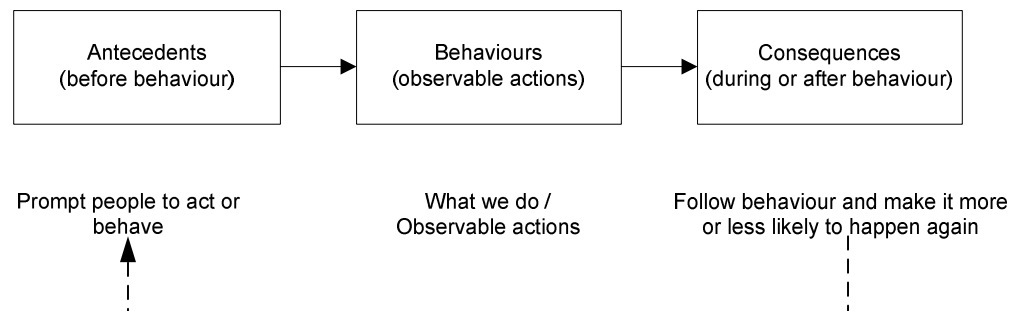 Antecedents
(before behaviour)
Behaviours
(observable actions)
Consequences
(during or after behaviour)
Prompt people to act or
behave
What we do /
Observable actions
Follow behaviour and make it more
or less likely to happen again